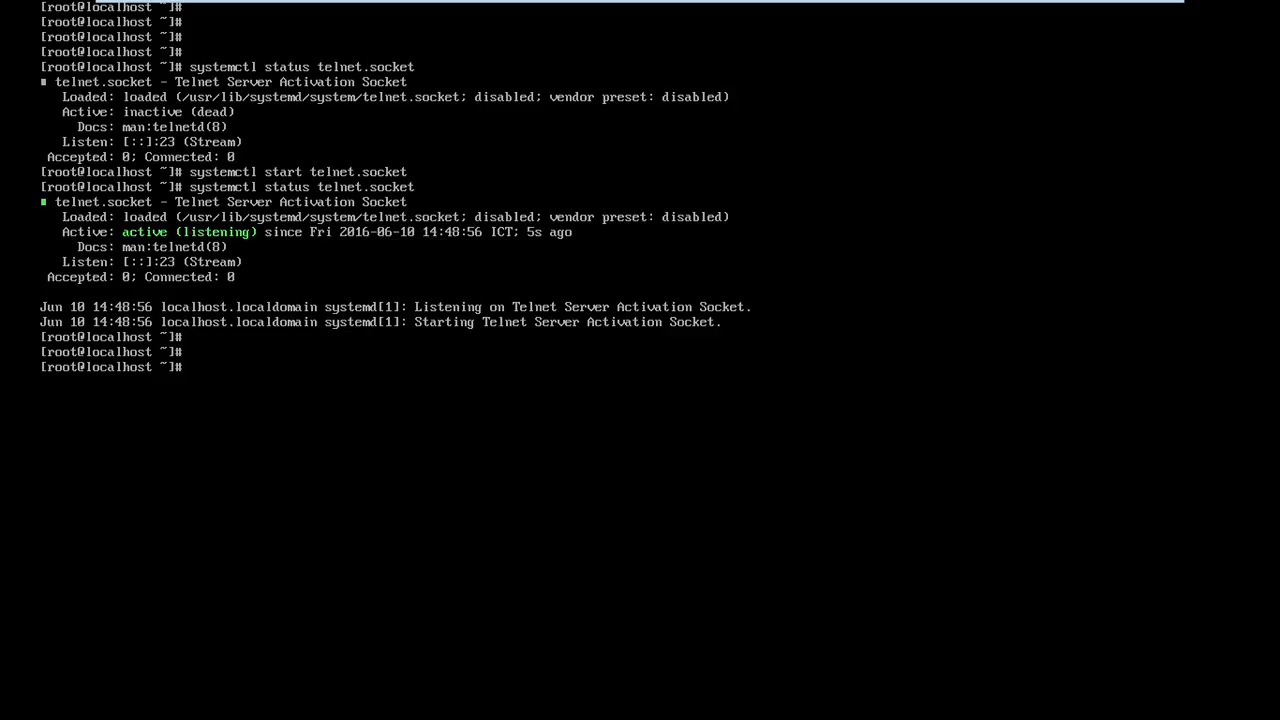 [root@localhost ~]#
[root@localhost ~]#
[root@localhost ~]#
[root@localhost ~]#
[root@localhost ~]# systemctl status telnet.socket
telnet.socket - Telnet Server Activation Socket
Loaded: loaded (/usr/lib/systemd/system/telnet.socket; disabled; vendor preset: disabled)
Active: inactive (dead)
Docs: man:telnetd(8)
Listen: [::]:23 (Stream)
Accepted: 0; Connected: 0
[root@localhost ~]# systemctl start telnet.socket
[root@localhost ~]# systemctl status telnet.socket
telnet.socket - Telnet Server Activation Socket
Loaded: loaded (/usr/lib/systemd/system/telnet.socket; disabled; vendor preset: disabled)
Active: active (listening) since Fri 2016-06-10 14:48:56 ICT; 5s ago
Docs: man:telnetd(8)
Listen: [::]:23 (Stream)
Accepted: 0; Connected: 0
Jun 10 14:48:56 localhost.localdomain systemd[1]: Listening on Telnet Server Activation Socket.
Jun 10 14:48:56 localhost.localdomain systemd[1]: Starting Telnet Server Activation Socket.
[root@localhost ~]#
[root@localhost ~]#
[root@localhost ~]#